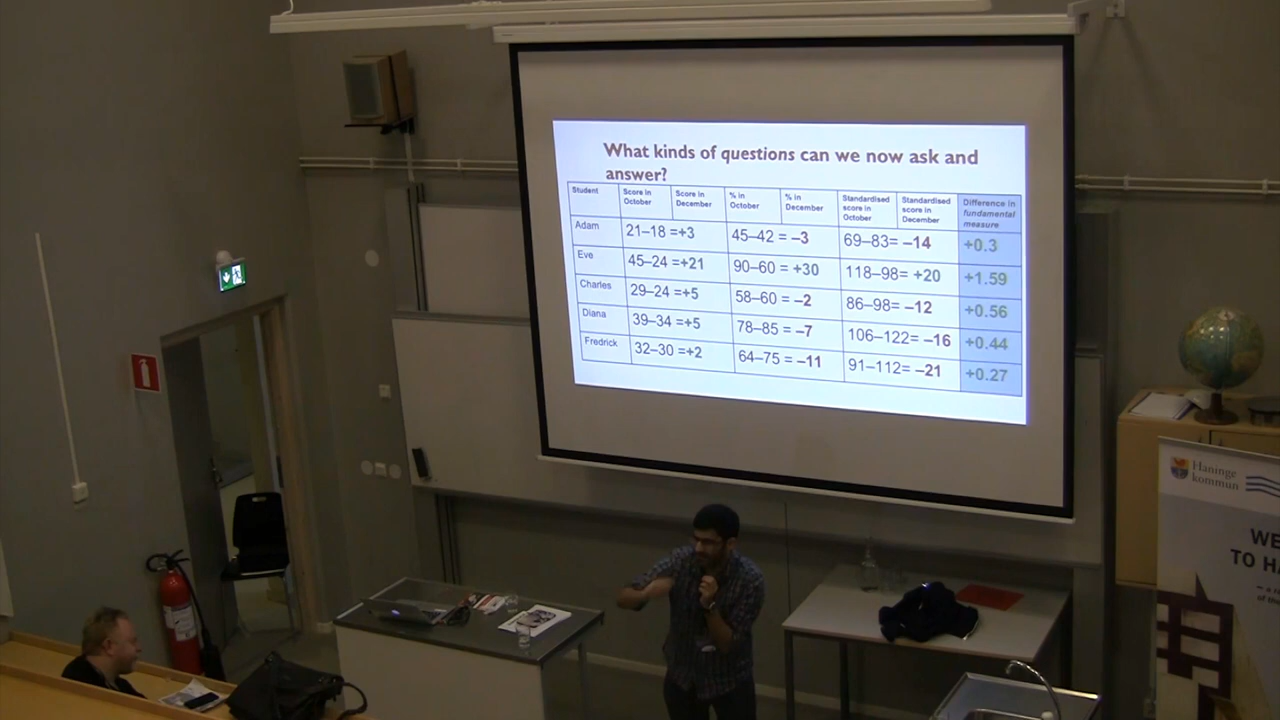 What kinds of questions can we now ask and
answer?
Student Score in October Score in December % in October % in December Standardised score in October Standardised score in December Difference in fundamental measure
Adam 21–18 =+3 45–42 = –3 69–83= –14 +0.3
Eve 45–24 =+21 90–60 = +30 118–98= +20 +1.59
Charles 29–24 =+5 58–60 = –2 86–98= –12 +0.56
Diana 39–34 =+5 78–85 = –7 106–122= –16 +0.44
Fredrick 32–30 =+2 64–75 = –11 91–112= –21 +0.27
Haninge
kommun
WE
TO HA